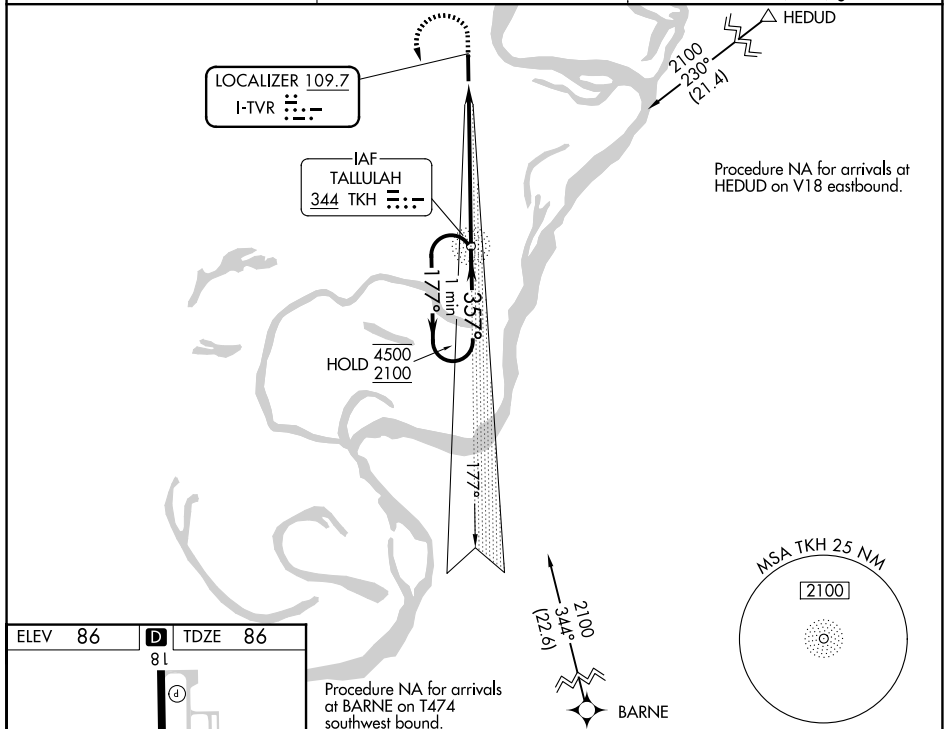 HEDUD
2100
230°
(21.4)
LOCALIZER 109.7
I-TVR
IAF
TALLULAH
344 TKH
Procedure NA for arrivals at
HEDUD on V18 eastbound.
1 min
177°
357°
HOLD
4500
2100
177°
2100
344°
(22.6)
BARNE
MSA TKH 25 NM
2100
ELEV 86
D
TDZE 86
18
P
Procedure NA for arrivals
at BARNE on T474
southwest bound.